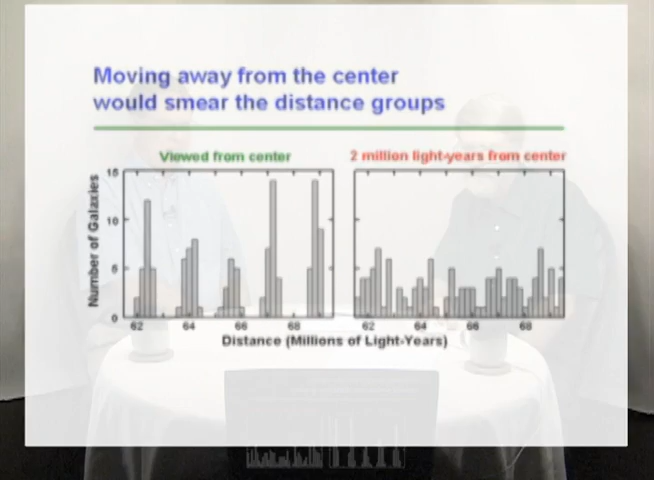 Moving away from the center
would smear the distance groups
Viewed from center
2 million light-years from center
Number of Galaxies
15
10
5
0
62 64 66 68
62 64 66 68
Distance (Millions of Light-Years)